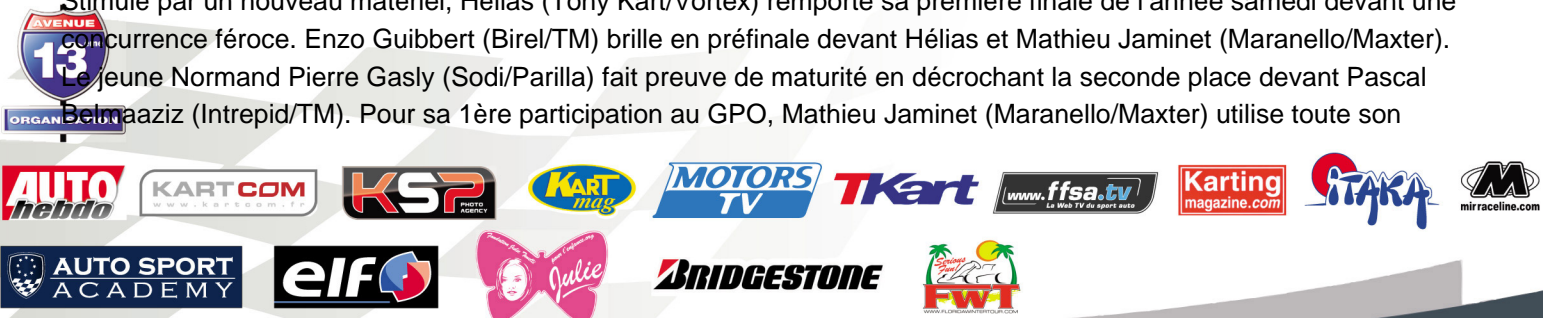 Stimulé par un nouveau matériel, Hélias (Tony Kart/Vortex) remporte sa première finale de l'année samedi devant une
concurrence féroce. Enzo Guibbert (Birel/TM) brille en préfinale devant Hélias et Mathieu Jaminet (Maranello/Maxter).
Le jeune Normand Pierre Gasly (Sodi/Parilla) fait preuve de maturité en décrochant la seconde place devant Pascal
Belmaaziz (Intrepid/TM). Pour sa 1ère participation au GPO, Mathieu Jaminet (Maranello/Maxter) utilise toute son
AVENUE
13
ORGANISATION
AUTO
hebdo
KARTCOM
www.kartcom.fr
KSP
PHOTO
AGENCY
KART
mag
MOTORS
TV
TKart
www.ffsa.tv
La Web TV du sport auto
Karting
magazine.com
iTAKA
M
mirraceline.com
AUTO SPORT
ACADEMY
elf
Julie
BRIDGESTONE
Serious
Fun!
FWT
WWW.FLORIDAWINTERTOUR.COM